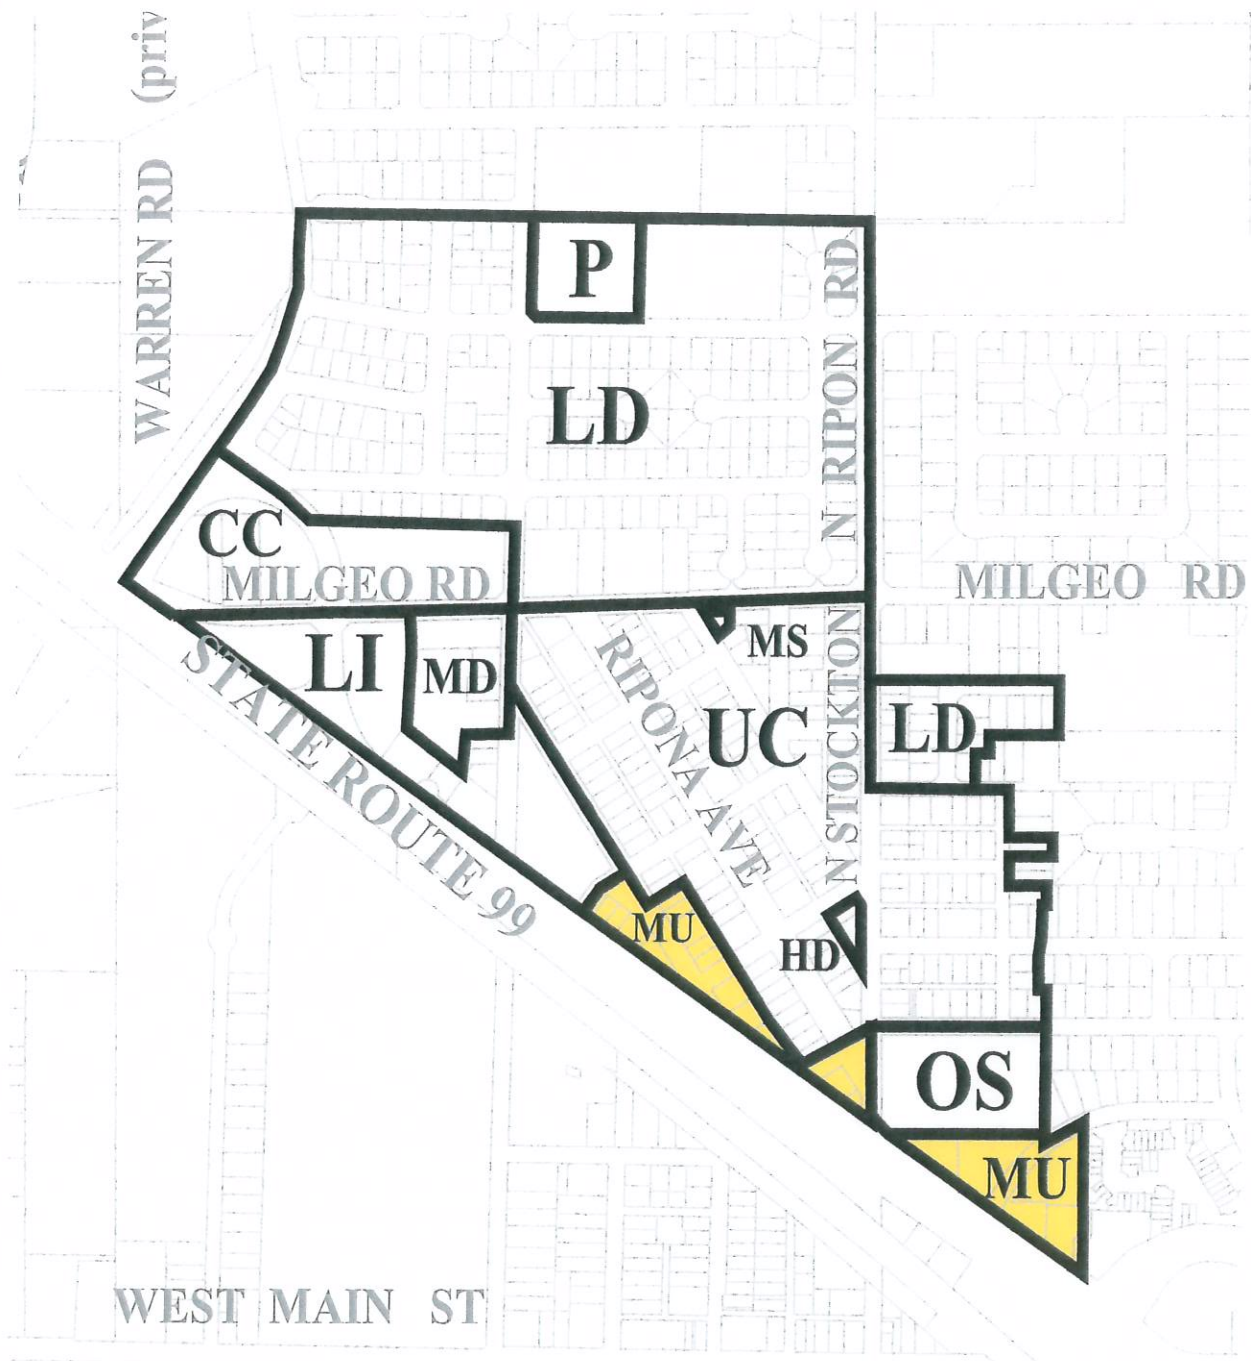 (priv
WARREN RD
P
N RIPON RD
LD
CC
MILGEO RD
MILGEO RD
LI
MD
MS
RIPONA AVE
UC
N STOCKTON
LD
STATE ROUTE 99
MU
HD
OS
MU
WEST MAIN ST